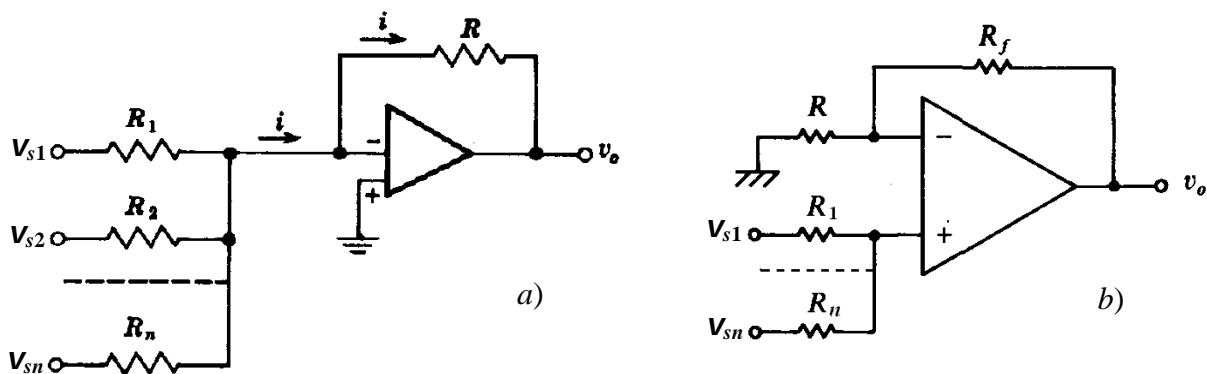 i
R
R1
i
Vs1
− +
vo
R2
Vs2
Rn
Vsn
a)
Rf
R
−
vo
R1
Vs1
+
Rn
Vsn
b)